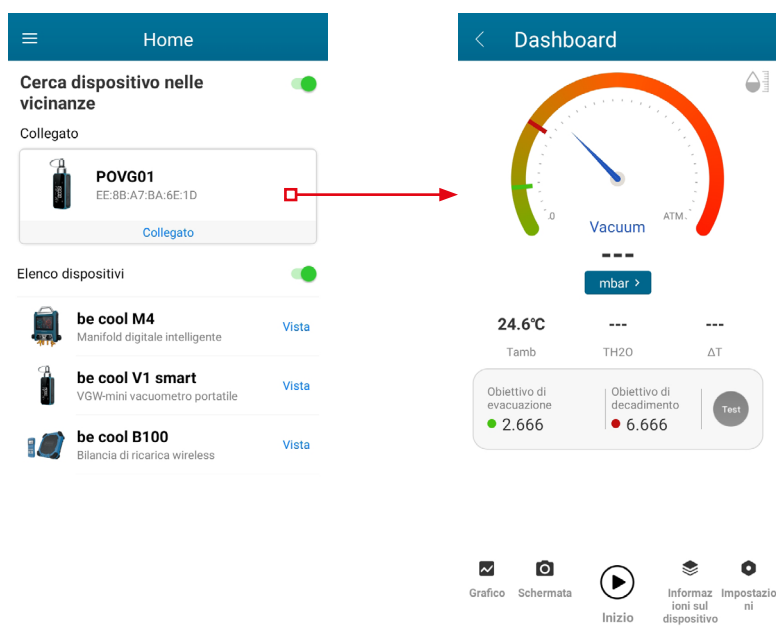 Home
Cerca dispositivo nelle
vicinanze
Collegato
POVG01
EE:8B:A7:BA:6E:1D
Collegato
Elenco dispositivi
be cool M4
Manifold digitale intelligente
Vista
be cool V1 smart
VGW-mini vacuometro portatile
Vista
be cool B100
Bilancia di ricarica wireless
Vista
Dashboard
.0
ATM.
Vacuum
---
mbar >
24.6℃
---
---
Tamb
TH2O
ΔT
Obiettivo di
evacuazione
2.666
Obiettivo di
decadimento
6.666
Test
Grafico
Schermata
Inizio
Informaz
ioni sul
dispositivo
Impostazio
ni